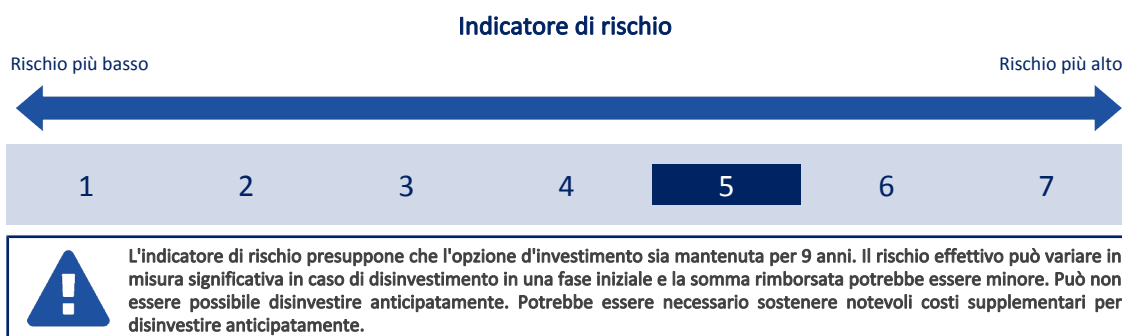 Indicatore di rischio
Rischio più basso Rischio più alto
1 2 3 4 5 6 7
L'indicatore di rischio presuppone che l'opzione d'investimento sia mantenuta per 9 anni. Il rischio effettivo può variare in
misura significativa in caso di disinvestimento in una fase iniziale e la somma rimborsata potrebbe essere minore. Può non
essere possibile disinvestire anticipatamente. Potrebbe essere necessario sostenere notevoli costi supplementari per
disinvestire anticipatamente.